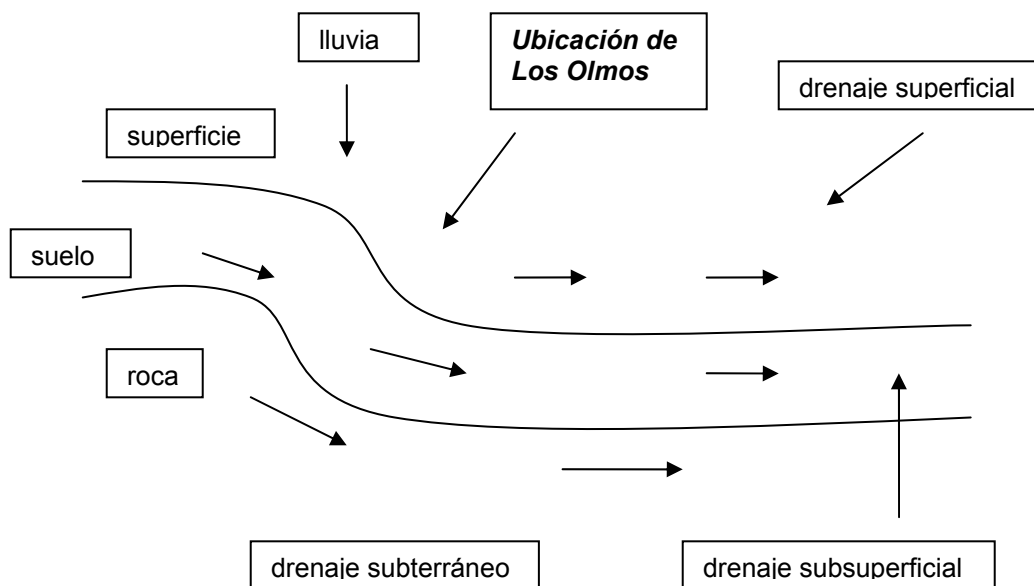 lluvia
Ubicación de
Los Olmos
drenaje superficial
superficie
suelo
roca
drenaje subterráneo
drenaje subsuperficial